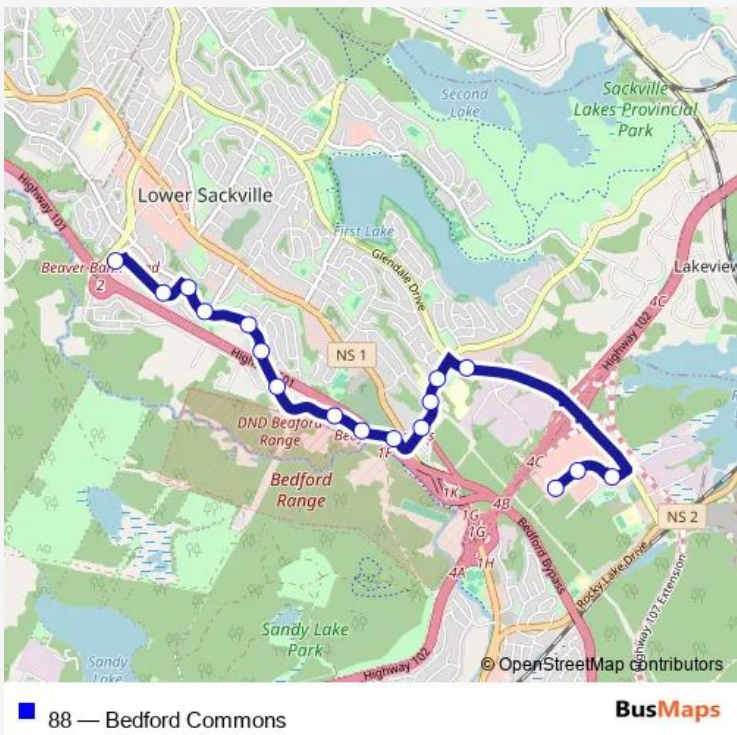 Second
Lake
Sackville
Lakes Provincial
Park
Highway 101
Lower Sackville
First Lake
Glendale Drive
Lakeview
2
4C
Highway 102
NS 1
DND Bedford
Range
1F
4C
Bedford
Range
1K
4B
1G
1G
NS 2
Bedford Bypass
1H
4A
Rocky Lake Drive
Highway 107 Extension
Sandy Lake
Park
Sandy
Lake
Highway 102
© OpenStreetMap contributors
88 — Bedford Commons
BusMaps